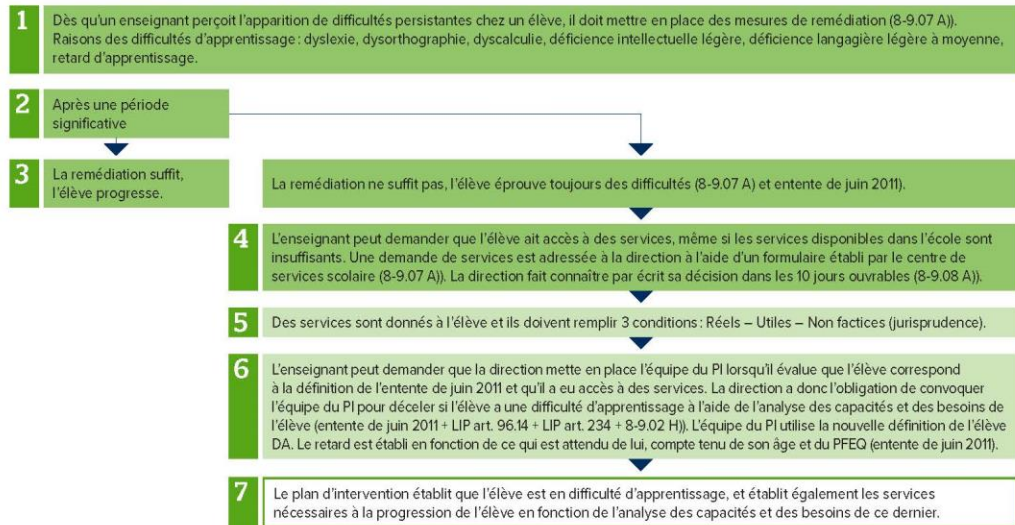 1
Dès qu'un enseignant perçoit l'apparition de difficultés persistantes chez un élève, il doit mettre en place des mesures de remédiation (8-9.07 A)).
Raisons des difficultés d'apprentissage : dyslexie, dysorthographie, dyscalculie, déficience intellectuelle légère, déficience langagière légère à moyenne,
retard d'apprentissage.
2
Après une période
significative
3
La remédiation suffit,
l'élève progresse.
La remédiation ne suffit pas, l'élève éprouve toujours des difficultés (8-9.07 A) et entente de juin 2011).
4
L'enseignant peut demander que l'élève ait accès à des services, même si les services disponibles dans l'école sont
insuffisants. Une demande de services est adressée à la direction à l'aide d'un formulaire établi par le centre de
services scolaire (8-9.07 A)). La direction fait connaître par écrit sa décision dans les 10 jours ouvrables (8-9.08 A)).
5
Des services sont donnés à l'élève et ils doivent remplir 3 conditions : Réels – Utiles – Non factices (jurisprudence).
6
L'enseignant peut demander que la direction mette en place l'équipe du PI lorsqu'il évalue que l'élève correspond
à la définition de l'entente de juin 2011 et qu'il a eu accès à des services. La direction a donc l'obligation de convoquer
l'équipe du PI pour déceler si l'élève a une difficulté d'apprentissage à l'aide de l'analyse des capacités et des besoins de
l'élève (entente de juin 2011 + LIP art. 96.14 + LIP art. 234 + 8-9.02 H)). L'équipe du PI utilise la nouvelle définition de l'élève
DA. Le retard est établi en fonction de ce qui est attendu de lui, compte tenu de son âge et du PFEQ (entente de juin 2011).
7
Le plan d'intervention établit que l'élève est en difficulté d'apprentissage, et établit également les services
nécessaires à la progression de l'élève en fonction de l'analyse des capacités et des besoins de ce dernier.